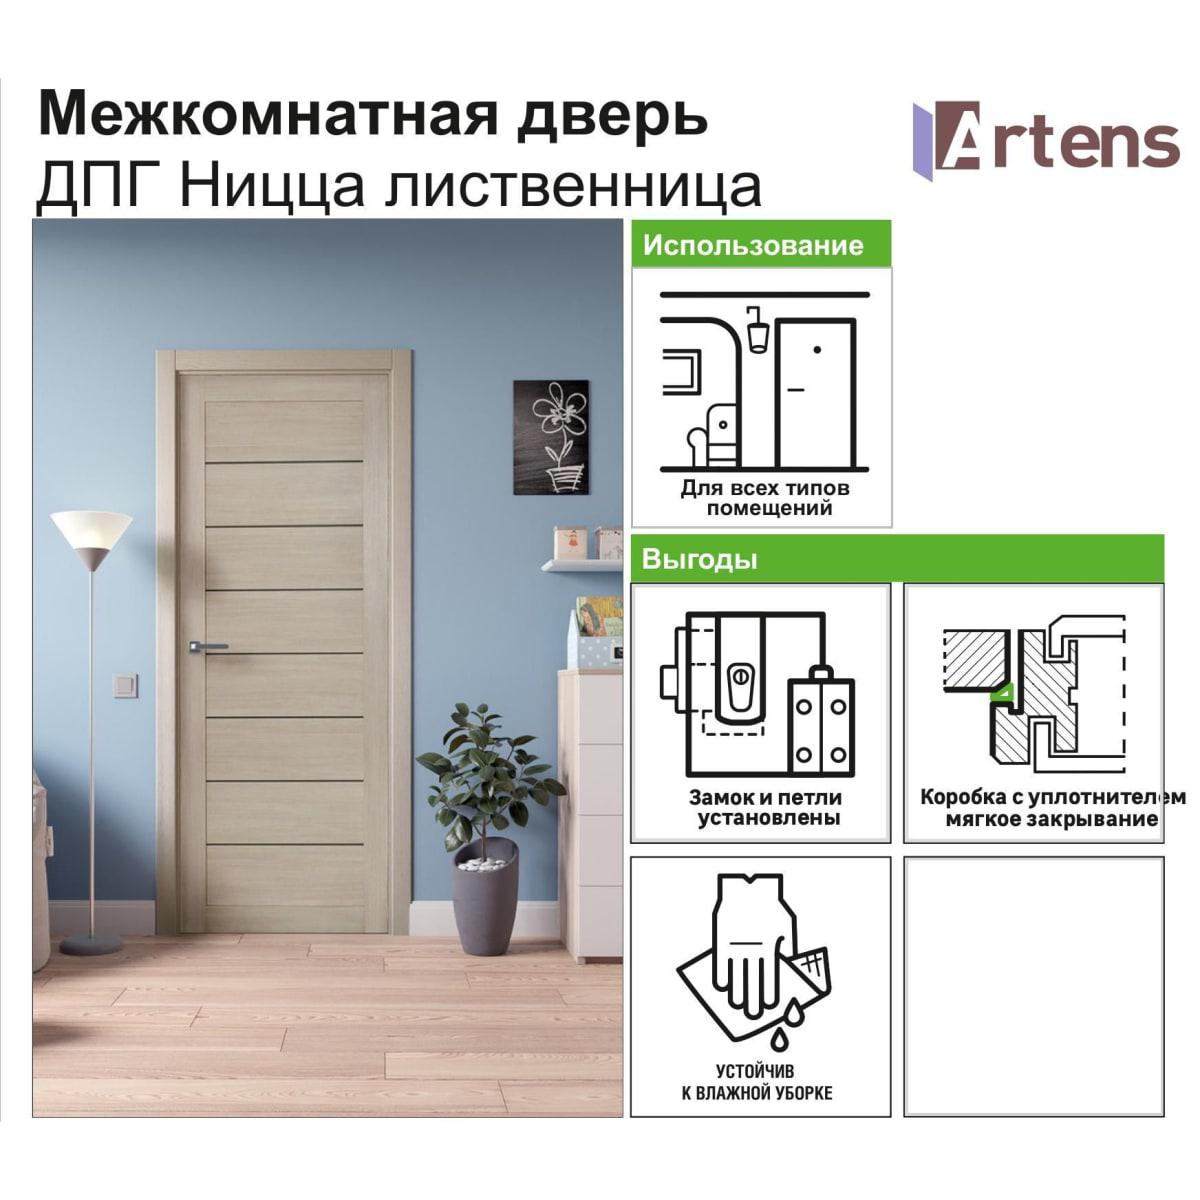 Межкомнатная дверь
ДПГ Ницца лиственница
Artens
Использование
Для всех типов
помещений
Выгоды
Замок и петли
установлены
Коробка с уплотнителем
мягкое закрывание
УСТОЙЧИВ
К ВЛАЖНОЙ УБОРКЕ